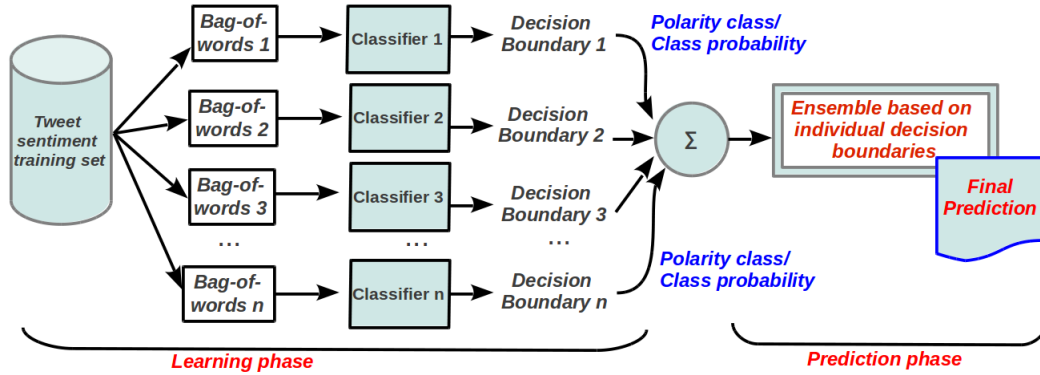 Tweet
sentiment
training set
Bag-of-
words 1
Classifier 1
Decision
Boundary 1
Bag-of-
words 2
Classifier 2
Decision
Boundary 2
Bag-of-
words 3
Classifier 3
Decision
Boundary 3
...
...
...
Bag-of-
words n
Classifier n
Decision
Boundary n
Polarity class/
Class probability
Polarity class/
Class probability
Σ
Ensemble based on
individual decision
boundaries
Final
Prediction
Learning phase
Prediction phase